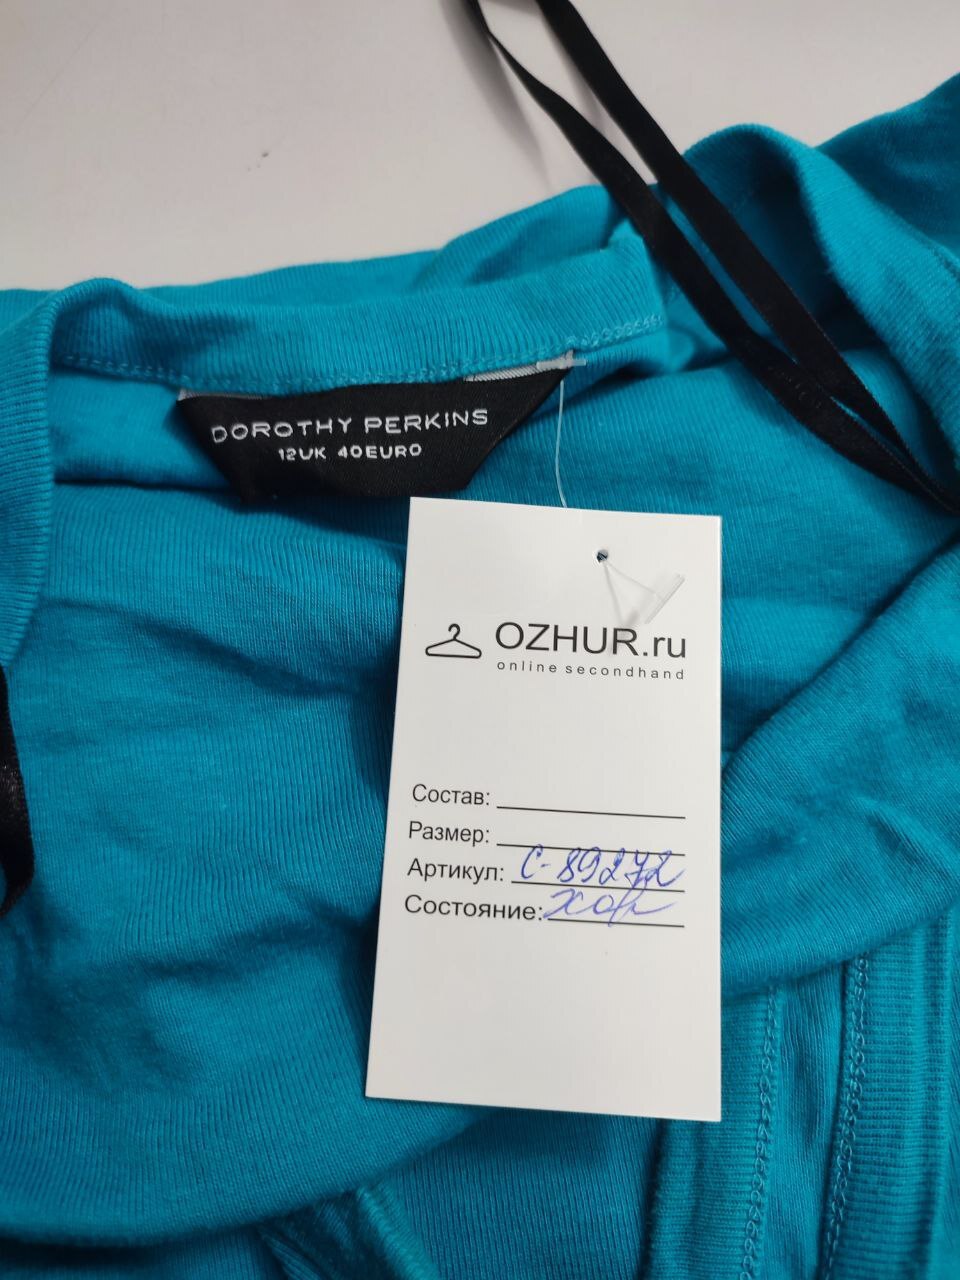 DOROTHY PERKINS
12UK 40EURO
OZHUR.ru
online secondhand
Состав:
Размер:
Артикул: С-89272
Состояние: хор